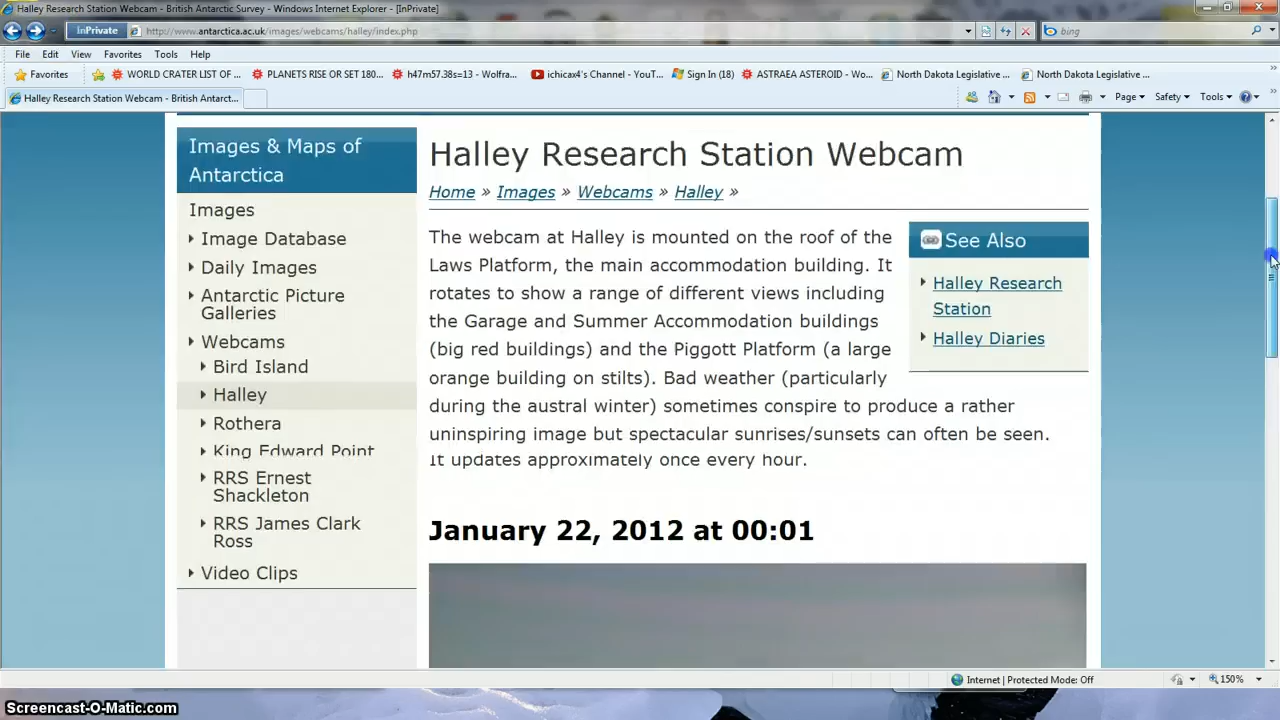 Halley Research Station Webcam - British Antarctic Survey - Windows Internet Explorer - [InPrivate]
InPrivate http://www.antarctica.ac.uk/images/webcams/halley/index.php bing
File Edit View Favorites Tools Help
Favorites WORLD CRATER LIST OF ... PLANETS RISE OR SET 180... h47m57.38s=13 - Wolfra... ichicax4's Channel - YouT... Sign In (18) ASTRAEA ASTEROID - Wo... North Dakota Legislative ... North Dakota Legislative ...
Halley Research Station Webcam - British Antarct... Page Safety Tools
Images & Maps of
Antarctica
Images
Image Database
Daily Images
Antarctic Picture
Galleries
Webcams
Bird Island
Halley
Rothera
King Edward Point
RRS Ernest
Shackleton
RRS James Clark
Ross
Video Clips
Halley Research Station Webcam
Home » Images » Webcams » Halley »
The webcam at Halley is mounted on the roof of the
Laws Platform, the main accommodation building. It
rotates to show a range of different views including
the Garage and Summer Accommodation buildings
(big red buildings) and the Piggott Platform (a large
orange building on stilts). Bad weather (particularly
during the austral winter) sometimes conspire to produce a rather
uninspiring image but spectacular sunrises/sunsets can often be seen.
It updates approximately once every hour.
See Also
Halley Research
Station
Halley Diaries
January 22, 2012 at 00:01
Internet | Protected Mode: Off 150%
Screencast-O-Matic.com